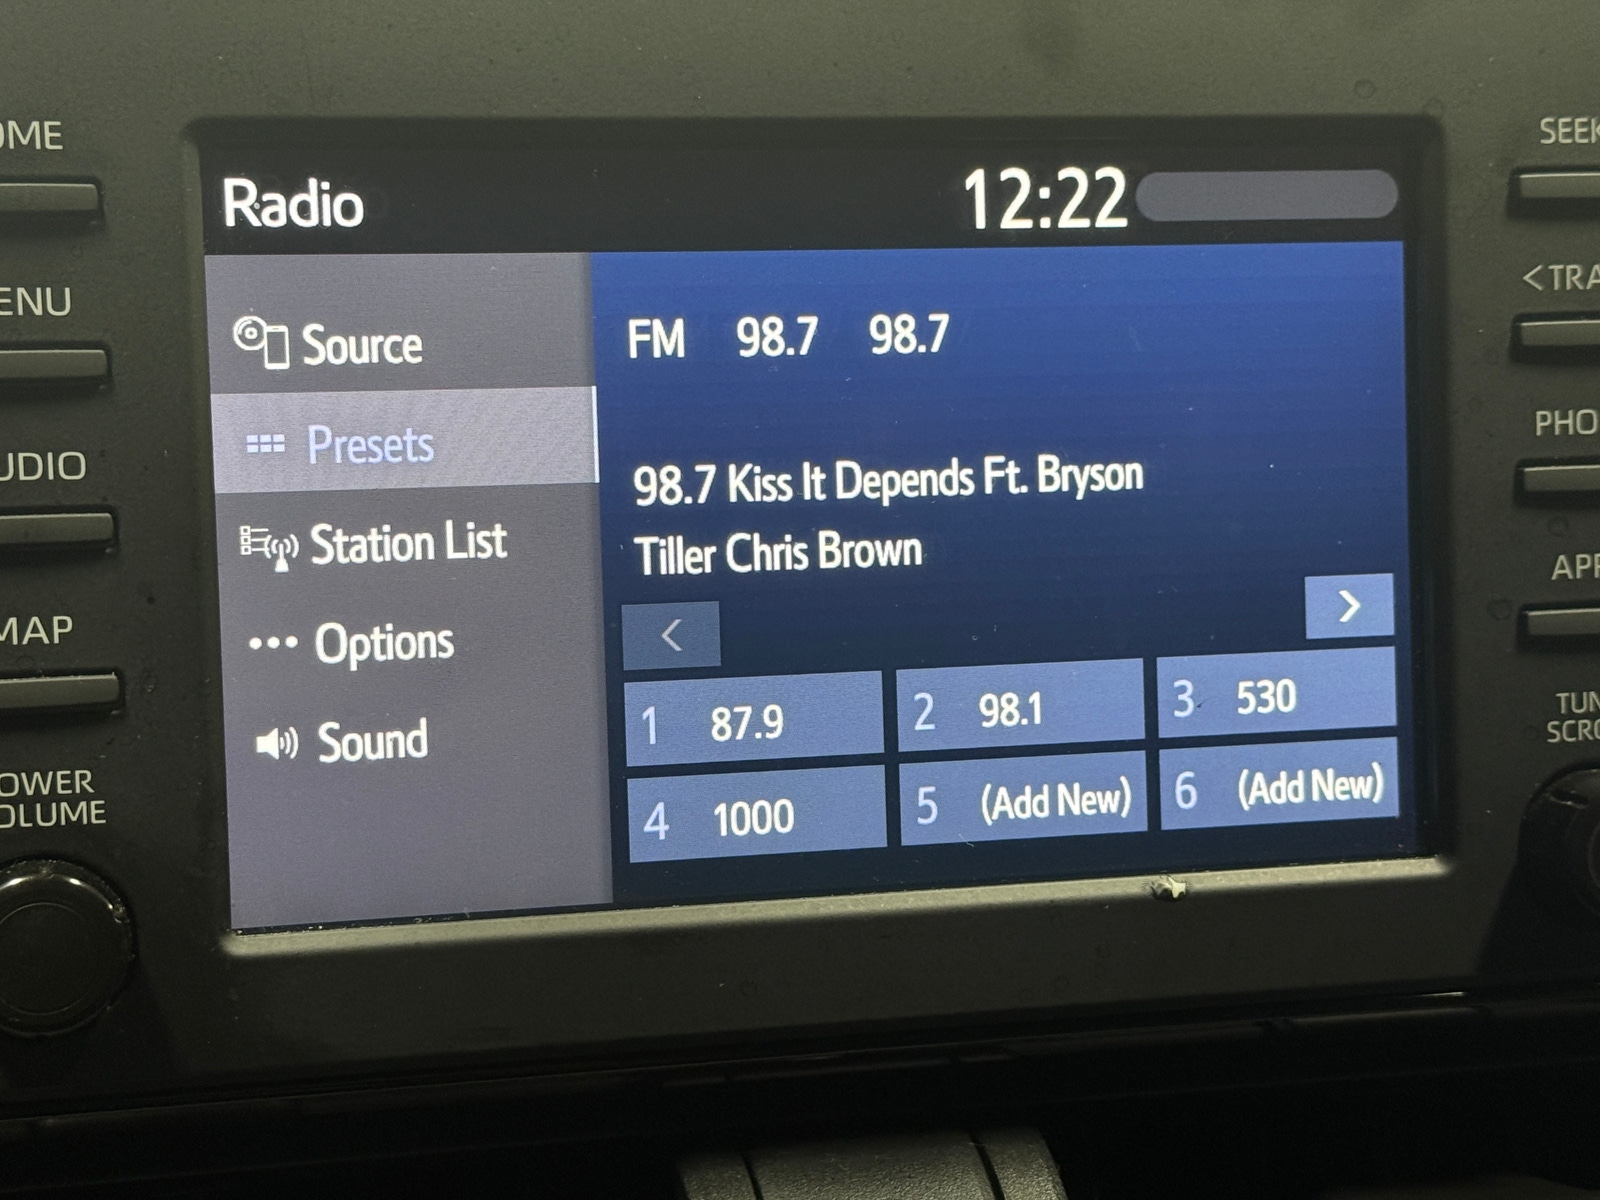 OME
ENU
UDIO
MAP
OWER
OLUME
Radio
12:22
Source
Presets
Station List
Options
Sound
FM 98.7 98.7
98.7 Kiss It Depends Ft. Bryson
Tiller Chris Brown
< >
1 87.9 2 98.1 3 530
4 1000 5 (Add New) 6 (Add New)
SEEK
<TRA
PHO
APP
TUN
SCRO